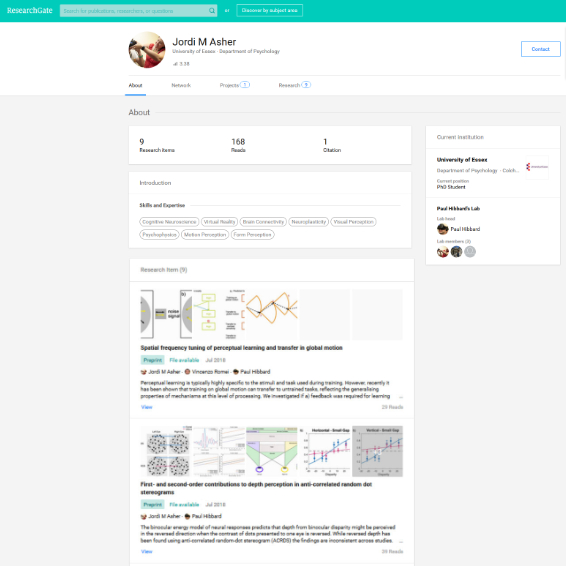 ResearchGate
Search for publications, researchers, or questions
or
Discover by subject area
Jordi M Asher
University of Essex · Department of Psychology
3.38
Contact
About
Network
Projects 1
Research 9
About
9
Research items
168
Reads
1
Citation
Introduction
Skills and Expertise
Cognitive Neuroscience
Virtual Reality
Brain Connectivity
Neuroplasticity
Visual Perception
Psychophysics
Motion Perception
Form Perception
Current institution
University of Essex
Department of Psychology · Colch...
Current position
PhD Student
Paul Hibbard's Lab
Lab head
Paul Hibbard
Lab members (3)
Research item (9)
noise
signal
Spatial frequency tuning of perceptual learning and transfer in global motion
Preprint
File available
Jul 2018
Jordi M Asher · Vincenzo Romei · Paul Hibbard
Perceptual learning is typically highly specific to the stimuli and task used during training. However, recently it
has been shown that training on global motion can transfer to untrained tasks, reflecting the generalising
properties of mechanisms at this level of processing. We investigated if a) feedback was required for learning
...
View
29 Reads
Horizontal - Small Gap
Vertical - Small Gap
First- and second-order contributions to depth perception in anti-correlated random dot
stereograms
Preprint
File available
Jul 2018
Jordi M Asher · Paul Hibbard
The binocular energy model of neural responses predicts that depth from binocular disparity might be perceived
in the reversed direction when the contrast of dots presented to one eye is reversed. While reversed depth has
been found using anti-correlated random-dot stereogram (ACRDS) the findings are inconsistent across studies.
...
View
39 Reads